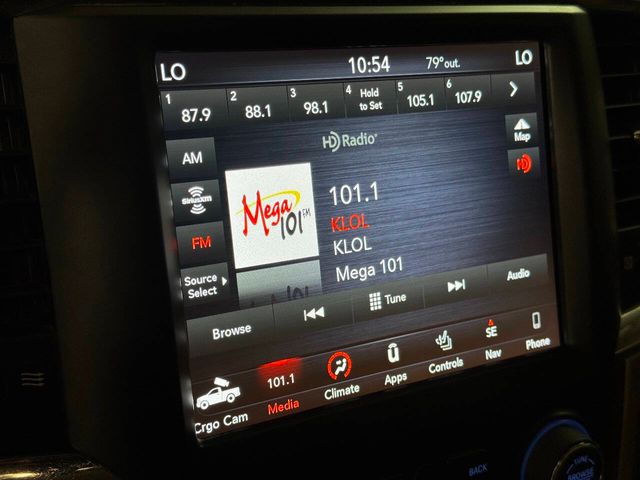 LO 10:54 79°out. LO
1 87.9 2 88.1 3 98.1 4 Hold to Set 5 105.1 6 107.9
HD Radio
Map
AM
SiriusXM
FM
Source Select
Mega 101 FM
101.1
KLOL
KLOL
Mega 101
Browse Tune Audio
Crgo Cam
101.1
Media
Climate
Apps
Controls
SE
Nav
Phone
BACK
TUNE
BROWSE